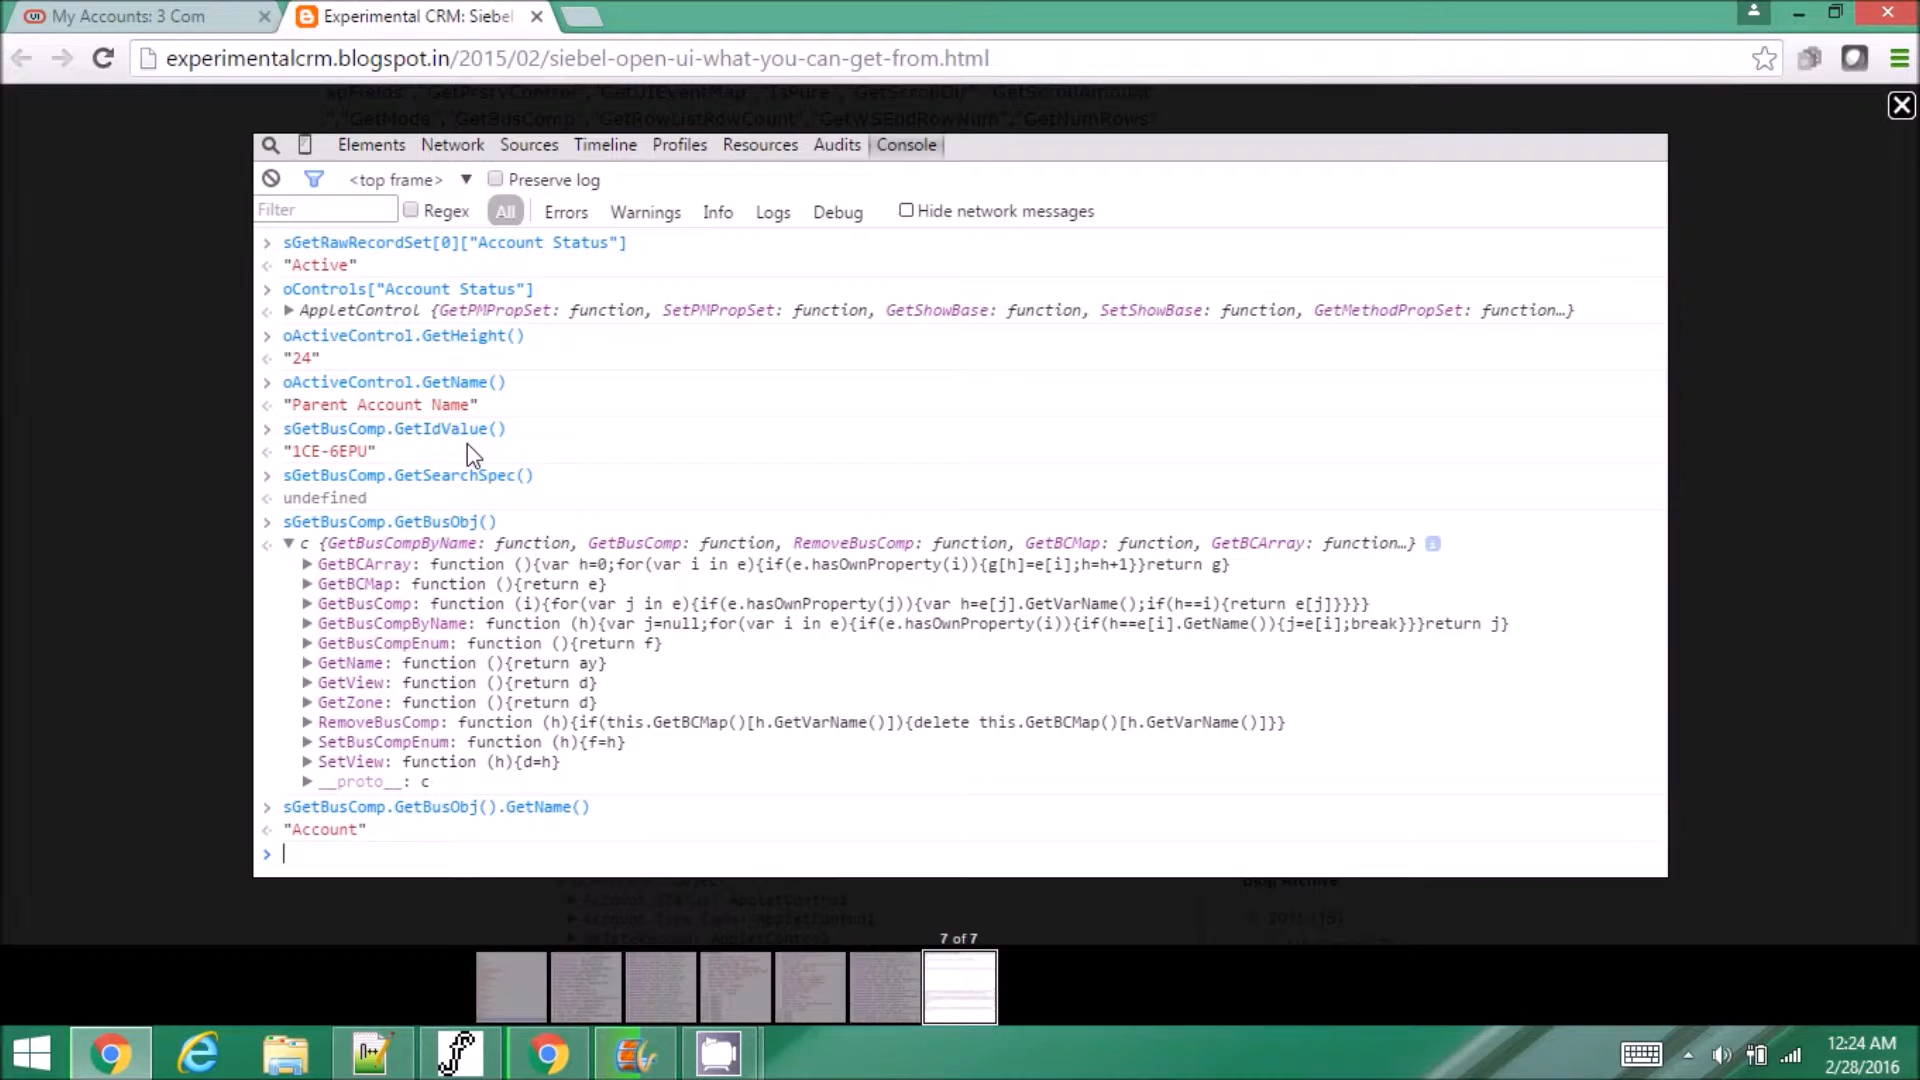 My Accounts: 3 Com
Experimental CRM: Siebel
experimentalcrm.blogspot.in/2015/02/siebel-open-ui-what-you-can-get-from.html
","GetMode","GetBusComp","GetRowListRowCount","GetWSEndRowNum","GetNumRows"
Elements Network Sources Timeline Profiles Resources Audits Console
<top frame> ▼ Preserve log
Filter Regex All Errors Warnings Info Logs Debug Hide network messages
> sGetRawRecordSet[0]["Account Status"]
"Active"
> oControls["Account Status"]
▶ AppletControl {GetPMPropSet: function, SetPMPropSet: function, GetShowBase: function, SetShowBase: function, GetMethodPropSet: function…}
> oActiveControl.GetHeight()
"24"
> oActiveControl.GetName()
"Parent Account Name"
> sGetBusComp.GetIdValue()
"1CE-6EPU"
> sGetBusComp.GetSearchSpec()
undefined
> sGetBusComp.GetBusObj()
▼ c {GetBusCompByName: function, GetBusComp: function, RemoveBusComp: function, GetBCMap: function, GetBCArray: function…}
▶ GetBCArray: function (){var h=0;for(var i in e){if(e.hasOwnProperty(i)){g[h]=e[i];h=h+1}}return g}
▶ GetBCMap: function (){return e}
▶ GetBusComp: function (i){for(var j in e){if(e.hasOwnProperty(j)){var h=e[j].GetVarName();if(h==i){return e[j]}}}}
▶ GetBusCompByName: function (h){var j=null;for(var i in e){if(e.hasOwnProperty(i)){if(h==e[i].GetName()){j=e[i];break}}}return j}
▶ GetBusCompEnum: function (){return f}
▶ GetName: function (){return ay}
▶ GetView: function (){return d}
▶ GetZone: function (){return d}
▶ RemoveBusComp: function (h){if(this.GetBCMap()[h.GetVarName()]){delete this.GetBCMap()[h.GetVarName()]}}
▶ SetBusCompEnum: function (h){f=h}
▶ SetView: function (h){d=h}
▶ __proto__: c
> sGetBusComp.GetBusObj().GetName()
"Account"
>
7 of 7
12:24 AM
2/28/2016